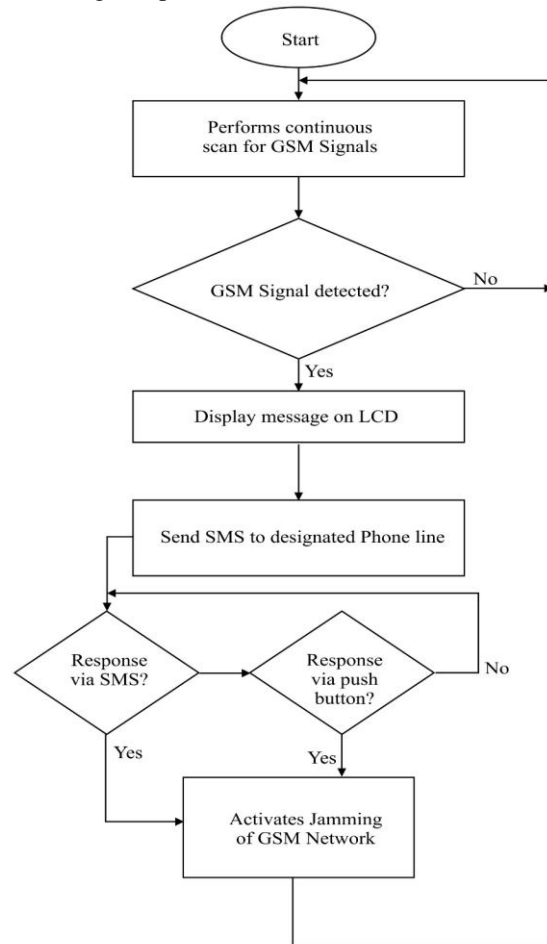 Start
Performs continuous
scan for GSM Signals
GSM Signal detected?
No
Yes
Display message on LCD
Send SMS to designated Phone line
Response
via SMS?
Response
via push
button?
No
Yes
Yes
Activates Jamming
of GSM Network